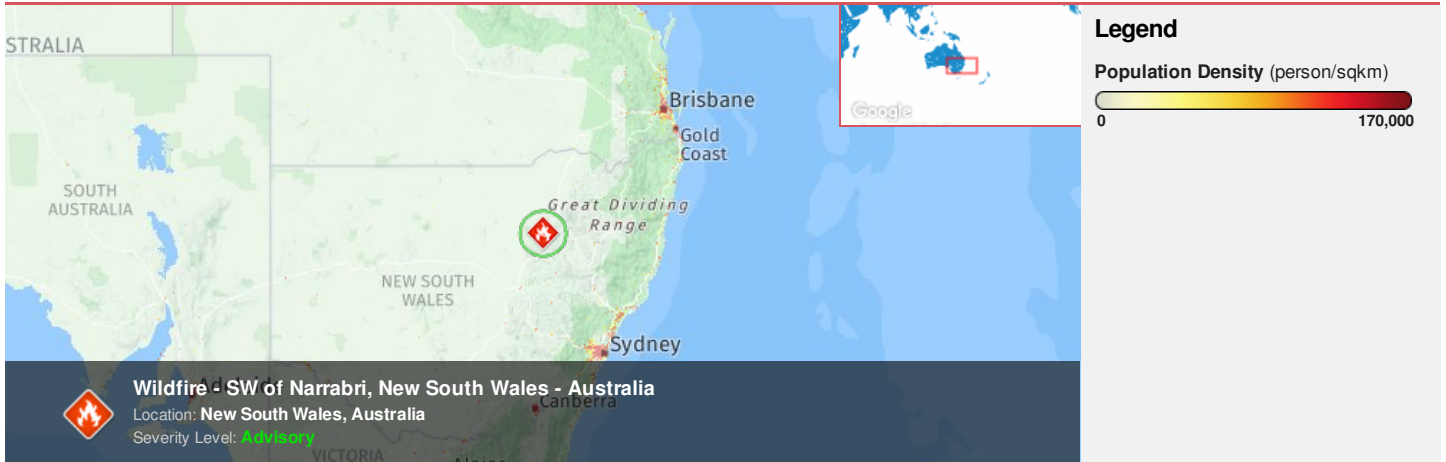 STRALIA
Brisbane
Gold
Coast
SOUTH
AUSTRALIA
Great Dividing
Range
NEW SOUTH
WALES
Sydney
Google
Legend
Population Density (person/sqkm)
0 170,000
Wildfire - SW of Narrabri, New South Wales - Australia
Location: New South Wales, Australia
Severity Level: Advisory
Canberra
VICTORIA